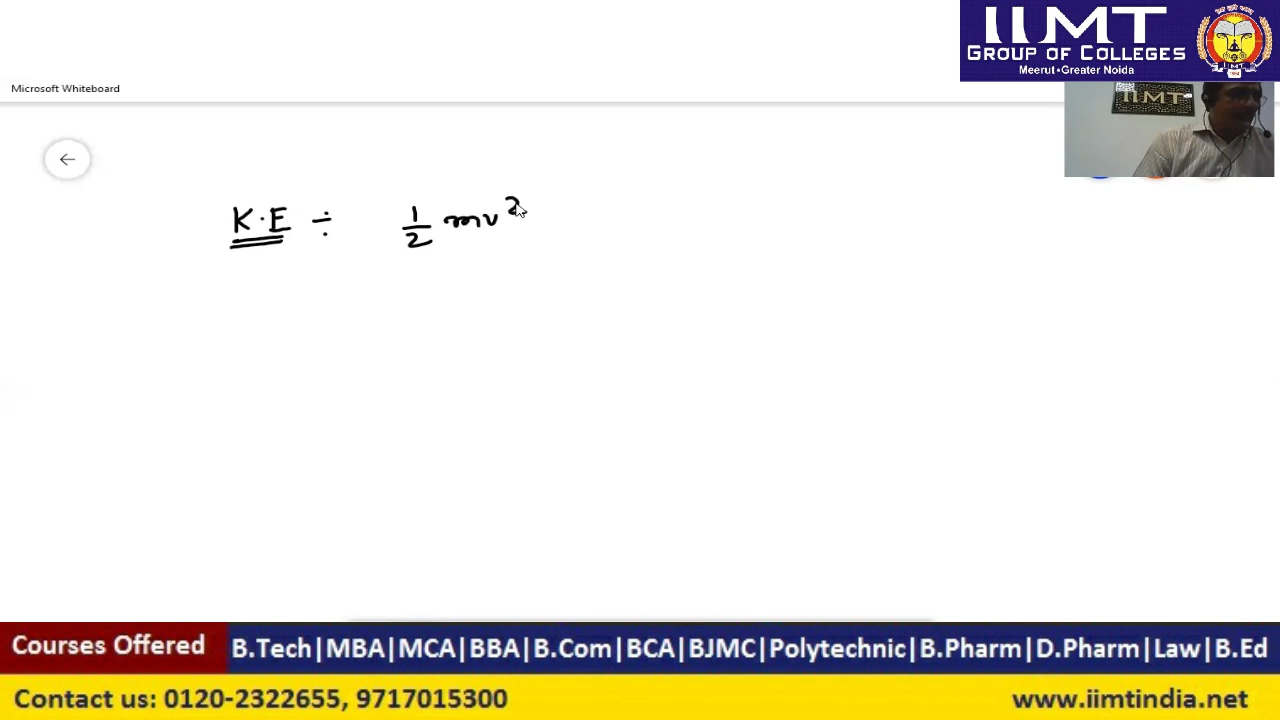 IIMT
GROUP OF COLLEGES
Meerut•Greater Noida
Microsoft Whiteboard
IIMT
K·E ÷ 1/2 mv²
Courses Offered
B.Tech|MBA|MCA|BBA|B.Com|BCA|BJMC|Polytechnic|B.Pharm|D.Pharm|Law|B.Ed
Contact us: 0120-2322655, 9717015300
www.iimtindia.net